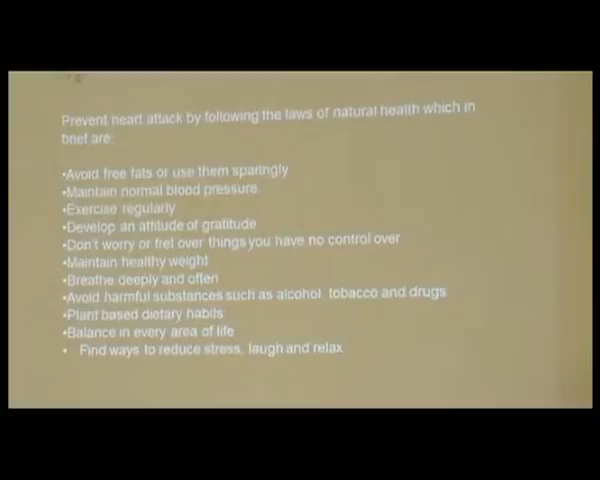 Prevent heart attack by following the laws of natural health which in
brief are:
•Avoid free fats or use them sparingly
•Maintain normal blood pressure
•Exercise regularly
•Develop an attitude of gratitude
•Don't worry or fret over things you have no control over
•Maintain healthy weight
•Breathe deeply and often
•Avoid harmful substances such as alcohol, tobacco and drugs
•Plant based dietary habits
•Balance in every area of life
• Find ways to reduce stress, laugh and relax